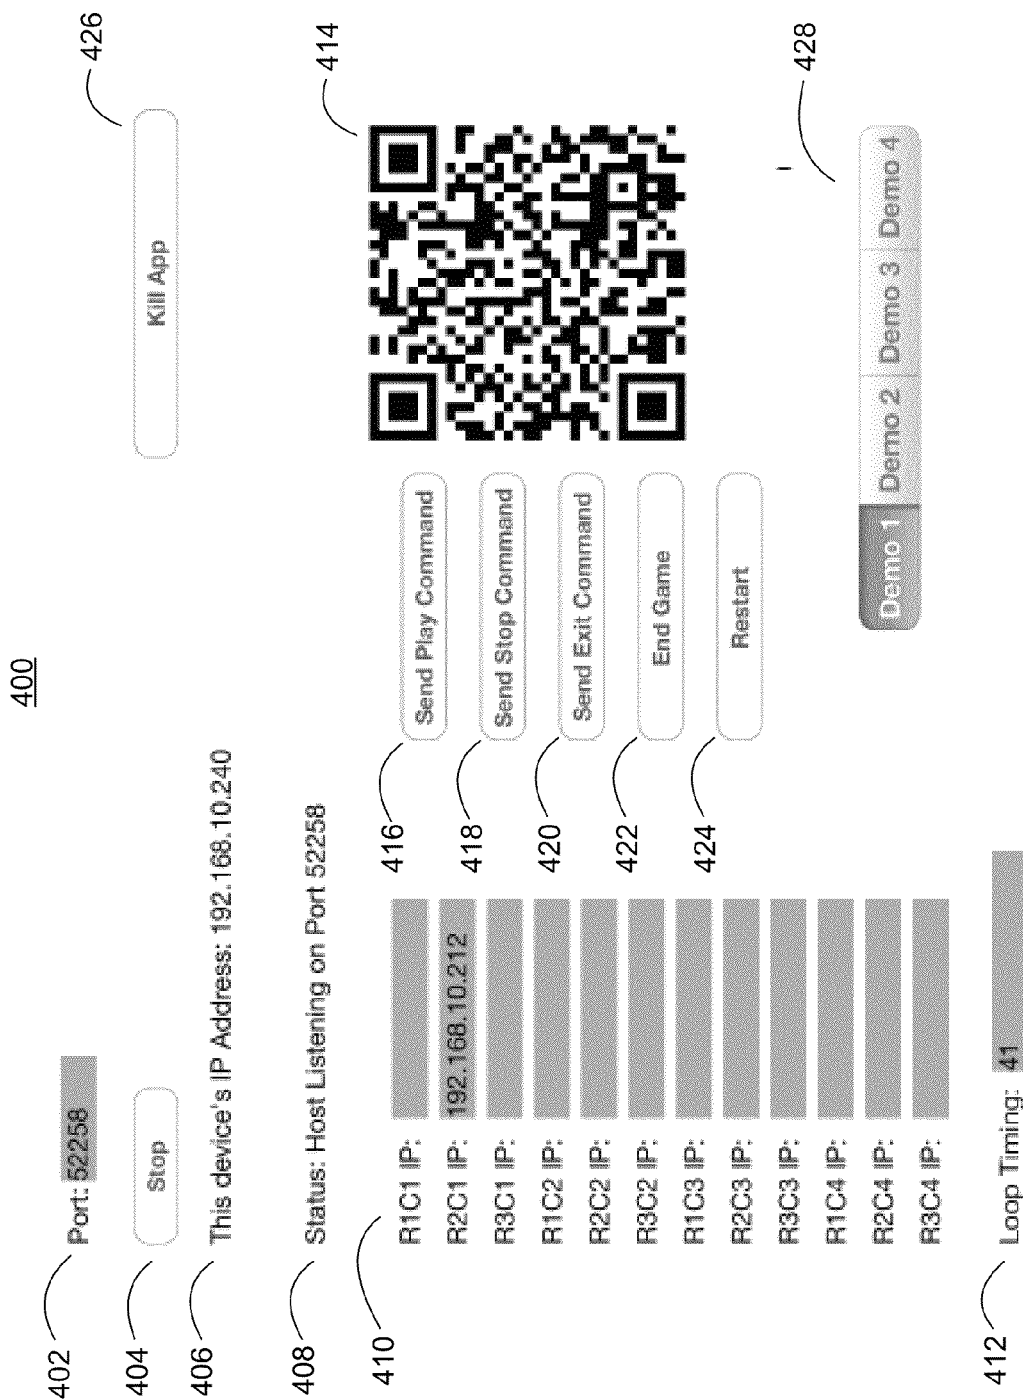 400
402
Port: 52258
404
Stop
406
This device's IP Address: 192.168.10.240
408
Status: Host Listening on Port 52258
410
R1C1 IP:
R2C1 IP: 192.168.10.212
R3C1 IP:
R1C2 IP:
R2C2 IP:
R3C2 IP:
R1C3 IP:
R2C3 IP:
R3C3 IP:
R1C4 IP:
R2C4 IP:
R3C4 IP:
412
Loop Timing: 41
416
Send Play Command
418
Send Stop Command
420
Send Exit Command
422
End Game
424
Restart
426
Kill App
414
428
Demo 1 Demo 2 Demo 3 Demo 4